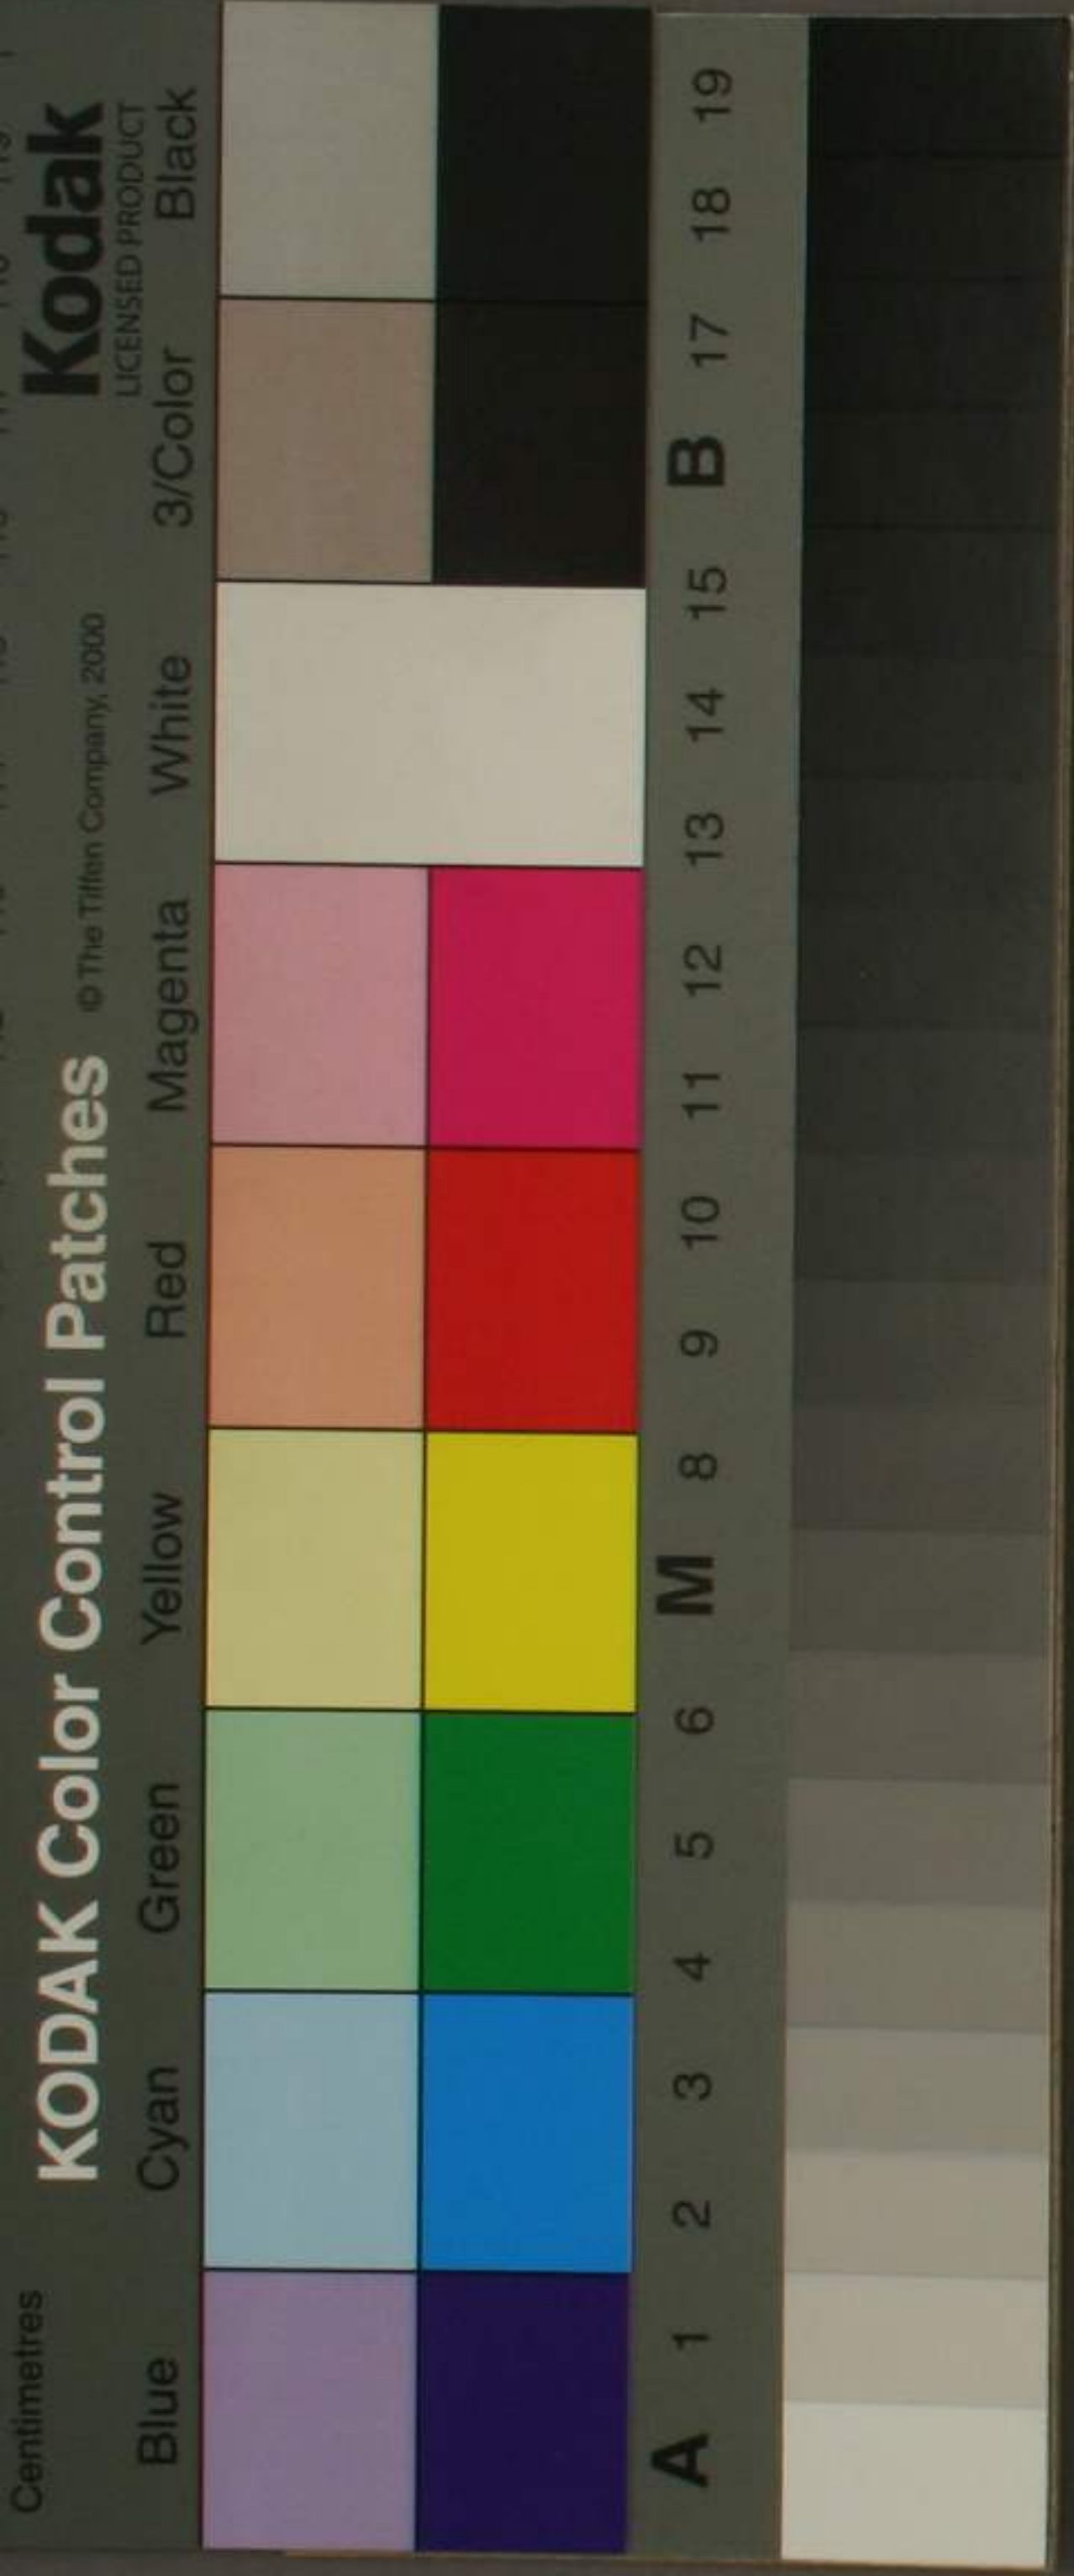 Centimetres
KODAK Color Control Patches © The Tiffen Company, 2000 Kodak
LICENSED PRODUCT
Blue Cyan Green Yellow Red Magenta White 3/Color Black
A 1 2 3 4 5 6 M 8 9 10 11 12 13 14 15 B 17 18 19